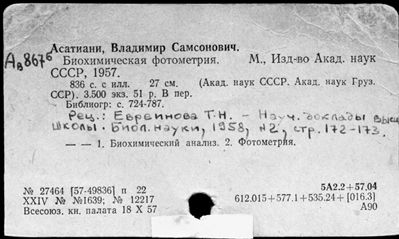 Асатиани, Владимир Самсонович.
Ав8676
Биохимическая фотометрия. М., Изд-во Акад. наук
СССР, 1957.
836 с. с илл. 27 см. (Акад. наук СССР. Акад. наук Груз.
ССР). 3.500 экз. 51 р. В пер.
Библиогр: с. 724-787.
Рец.: Евреинова Т.Н. – Науч. доклады высш
школы. Биол. науки, 1958, №2, стр. 172-173.
— — 1. Биохимический анализ. 2. Фотометрия.
№ 27464 [57-49836] п 22
XXIV № №1639; № 12217
Всесоюз. кн. палата 18 X 57
5А2.2+57.04
612.015+577.1+535.24+[016.3]
А90